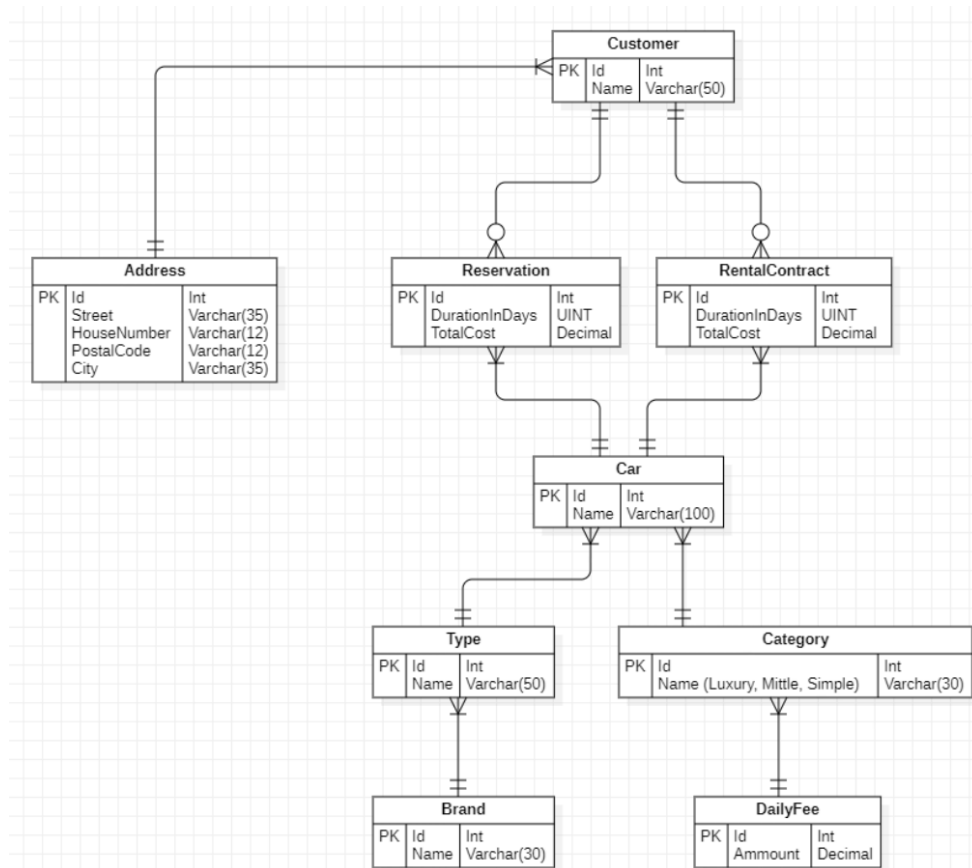 Customer
PK Id Int
Name Varchar(50)
Address
PK Id Int
Street Varchar(35)
HouseNumber Varchar(12)
PostalCode Varchar(12)
City Varchar(35)
Reservation
PK Id Int
DurationInDays UINT
TotalCost Decimal
RentalContract
PK Id Int
DurationInDays UINT
TotalCost Decimal
Car
PK Id Int
Name Varchar(100)
Type
PK Id Int
Name Varchar(50)
Category
PK Id Int
Name (Luxury, Mittle, Simple) Varchar(30)
Brand
PK Id Int
Name Varchar(30)
DailyFee
PK Id Int
Ammount Decimal